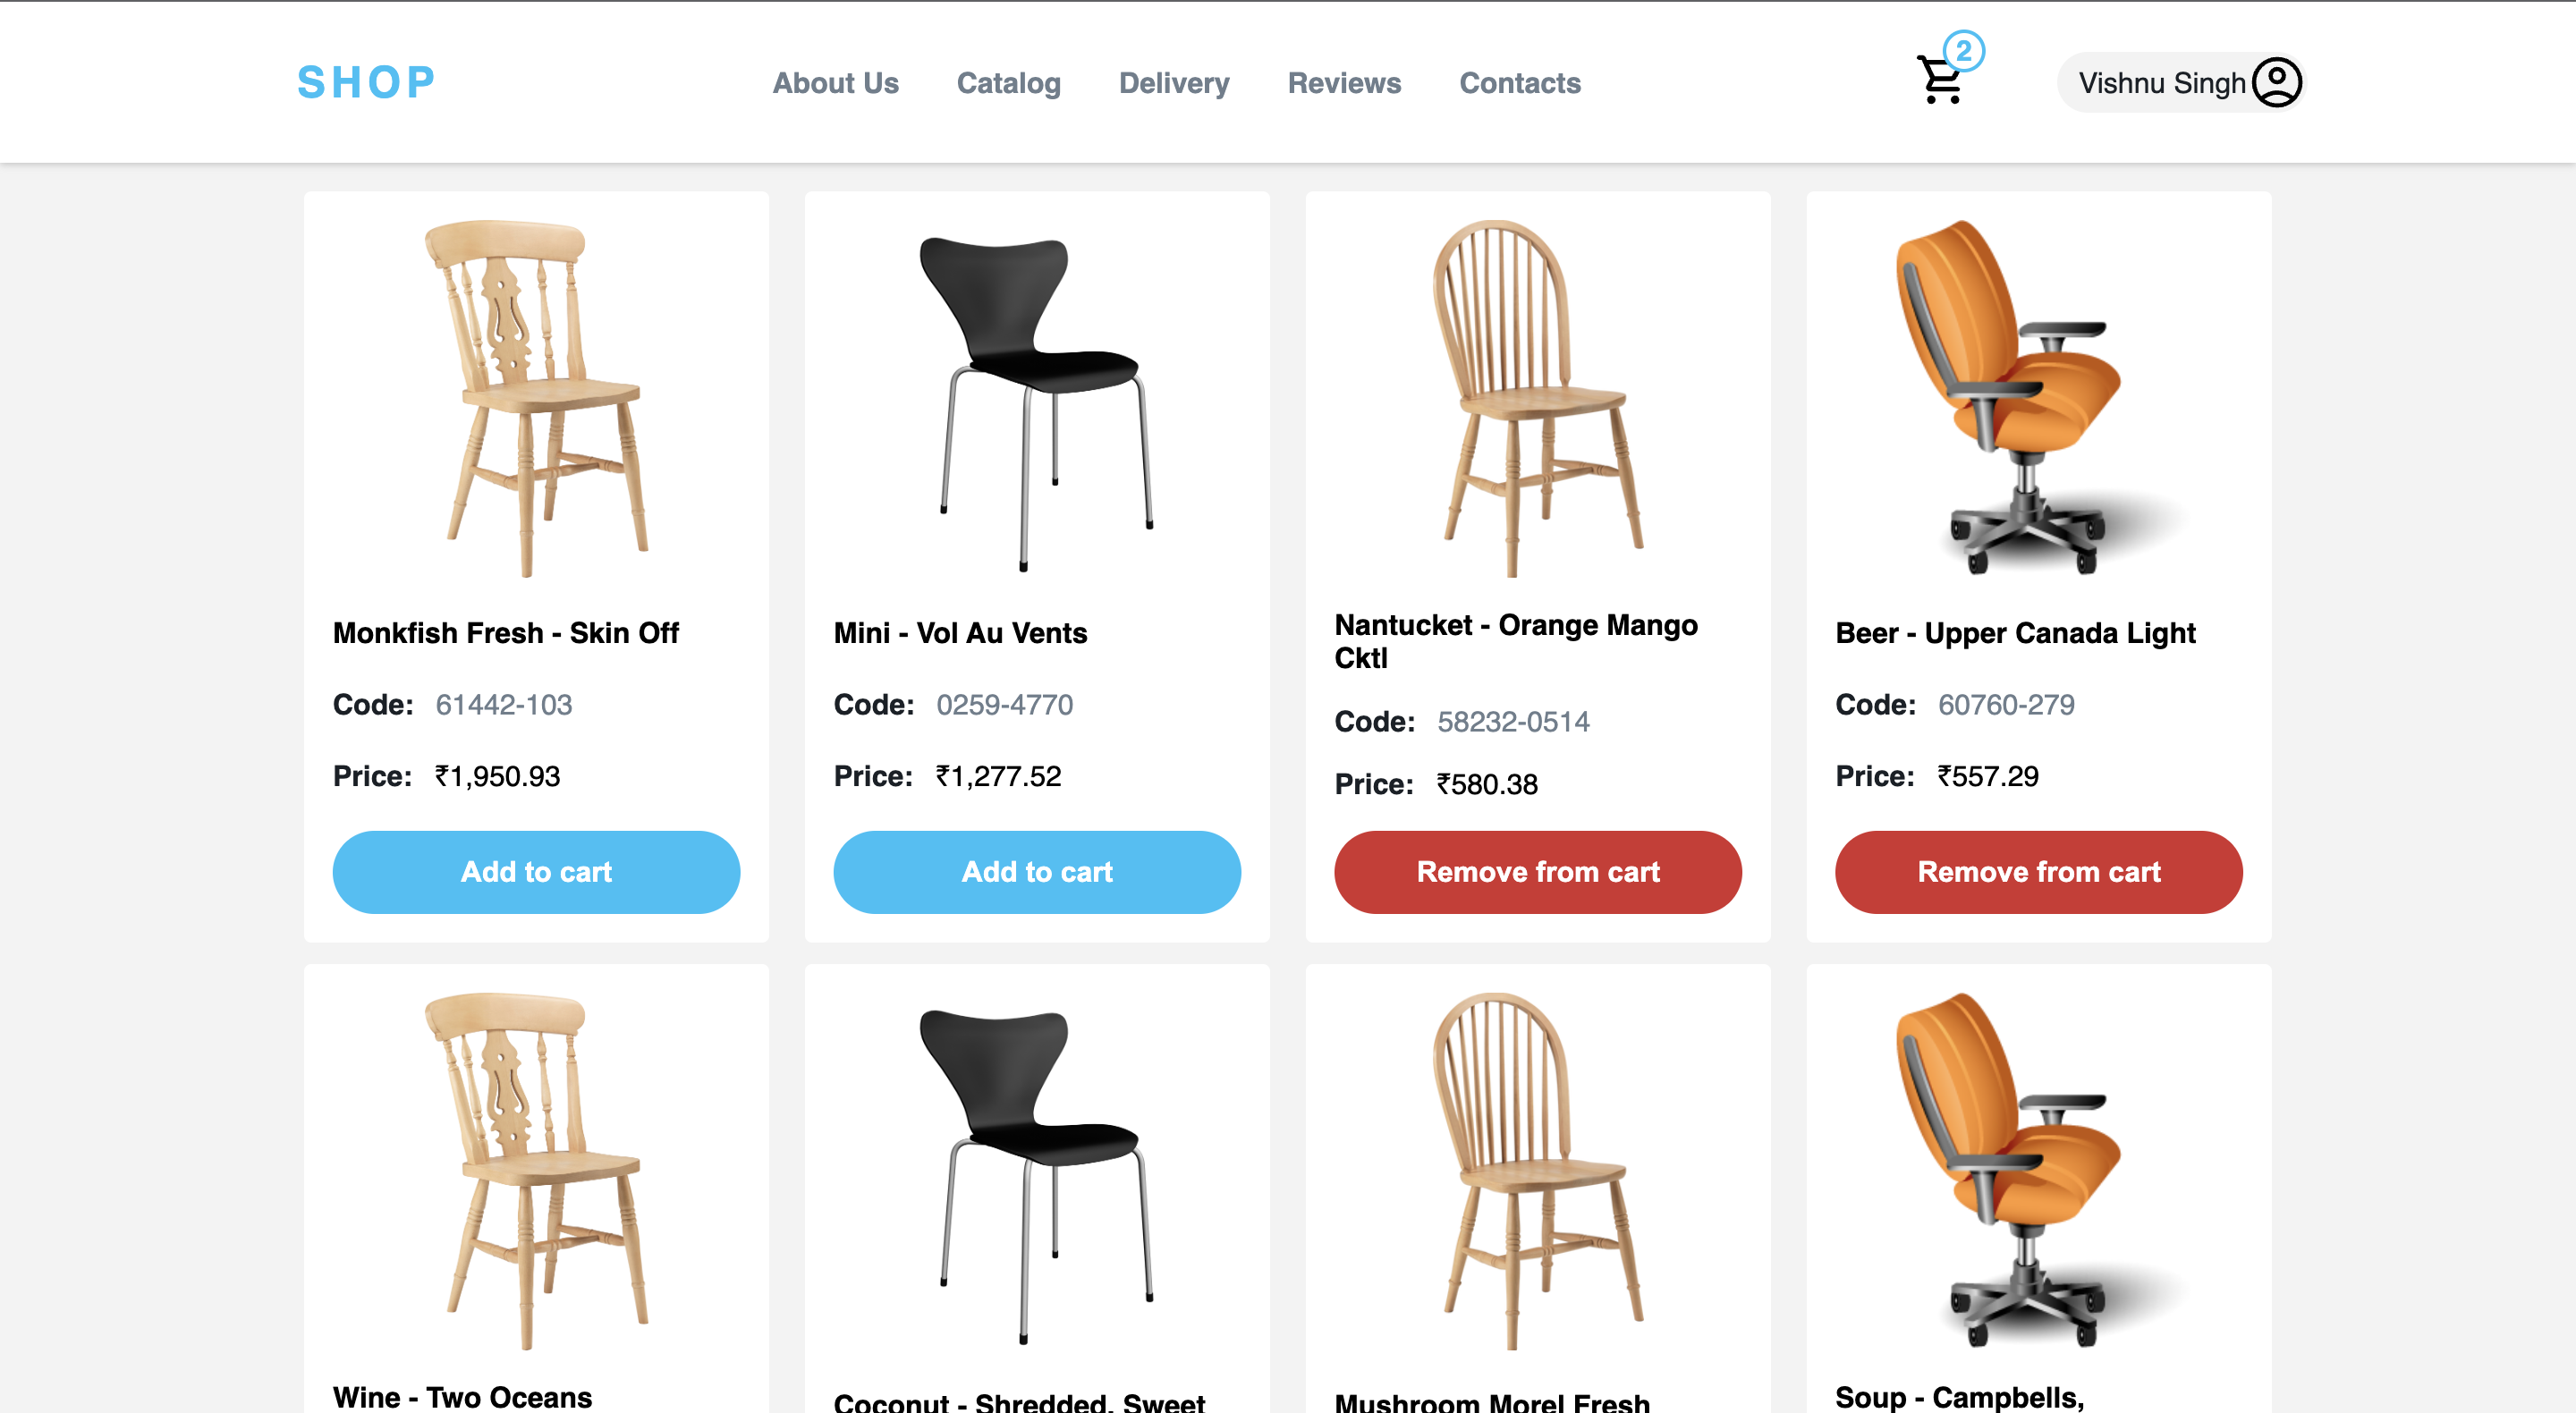 SHOP
About Us
Catalog
Delivery
Reviews
Contacts
2
Vishnu Singh
Monkfish Fresh - Skin Off
Code: 61442-103
Price: ₹1,950.93
Add to cart
Mini - Vol Au Vents
Code: 0259-4770
Price: ₹1,277.52
Add to cart
Nantucket - Orange Mango
Cktl
Code: 58232-0514
Price: ₹580.38
Remove from cart
Beer - Upper Canada Light
Code: 60760-279
Price: ₹557.29
Remove from cart
Wine - Two Oceans
Coconut - Shredded, Sweet
Mushroom Morel Fresh
Soup - Campbells,